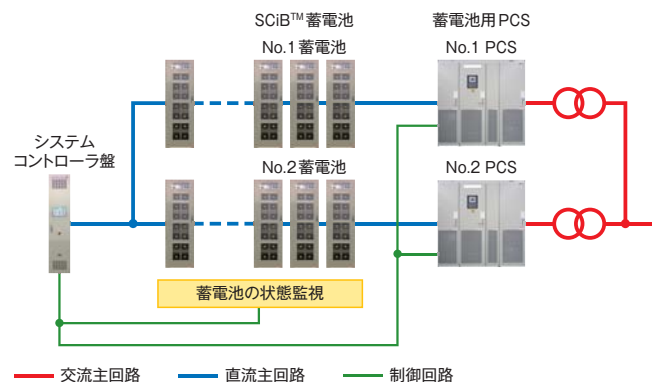 SCiB™蓄電池
蓄電池用PCS
No.1蓄電池
No.1 PCS
システム
コントローラ盤
No.2蓄電池
No.2 PCS
蓄電池の状態監視
交流主回路
直流主回路
制御回路